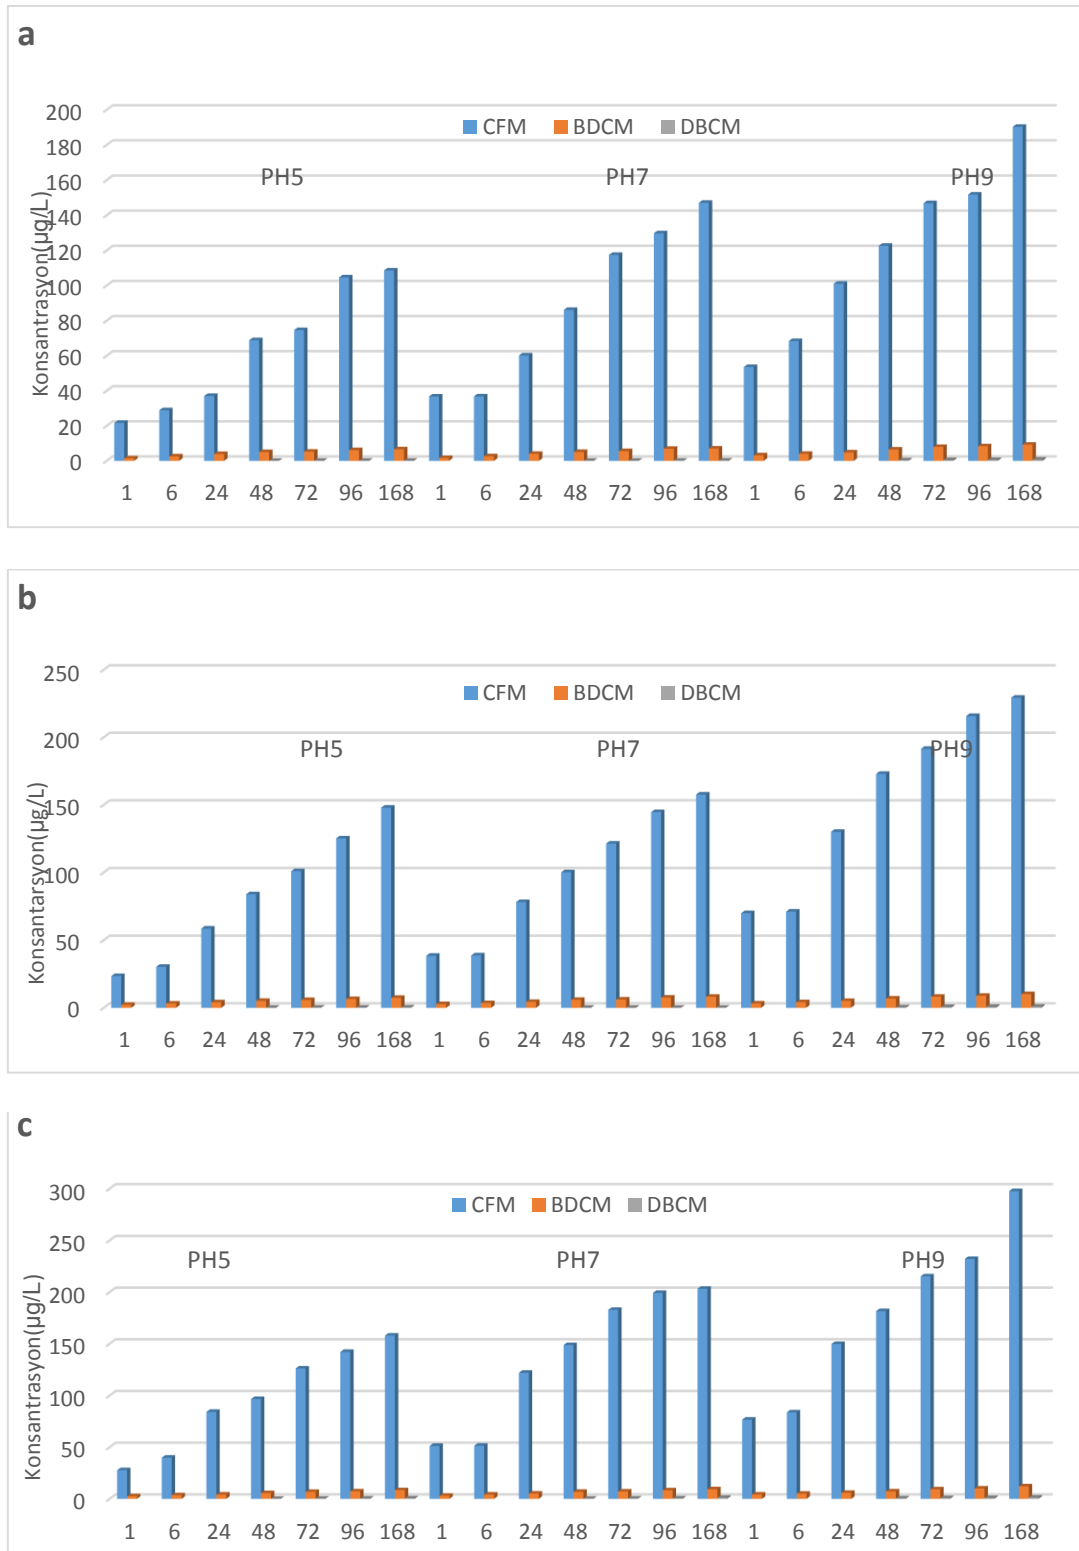 a
200
180
160
140
120
100
80
60
40
20
0
Konsantrasyon(µg/L)
CFM BDCM DBCM
PH5 PH7 PH9
1 6 24 48 72 96 168 1 6 24 48 72 96 168 1 6 24 48 72 96 168
b
250
200
150
100
50
0
Konsantarsyon(µg/L)
CFM BDCM DBCM
PH5 PH7 PH9
1 6 24 48 72 96 168 1 6 24 48 72 96 168 1 6 24 48 72 96 168
c
300
250
200
150
100
50
0
Konsantrasyon(µg/L)
CFM BDCM DBCM
PH5 PH7 PH9
1 6 24 48 72 96 168 1 6 24 48 72 96 168 1 6 24 48 72 96 168